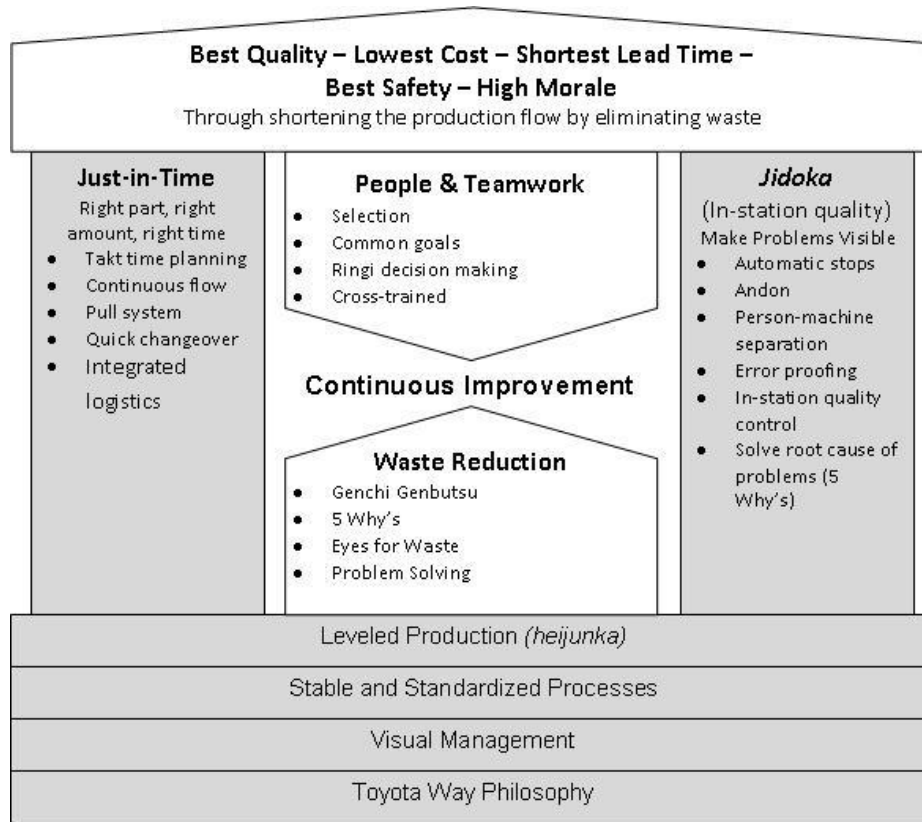 Best Quality – Lowest Cost – Shortest Lead Time –
Best Safety – High Morale
Through shortening the production flow by eliminating waste
Just-in-Time
Right part, right
amount, right time
● Takt time planning
● Continuous flow
● Pull system
● Quick changeover
● Integrated
logistics
People & Teamwork
● Selection
● Common goals
● Ringi decision making
● Cross-trained
Continuous Improvement
Waste Reduction
● Genchi Genbutsu
● 5 Why's
● Eyes for Waste
● Problem Solving
Jidoka
(In-station quality)
Make Problems Visible
● Automatic stops
● Andon
● Person-machine
separation
● Error proofing
● In-station quality
control
● Solve root cause of
problems (5
Why's)
Leveled Production (heijunka)
Stable and Standardized Processes
Visual Management
Toyota Way Philosophy